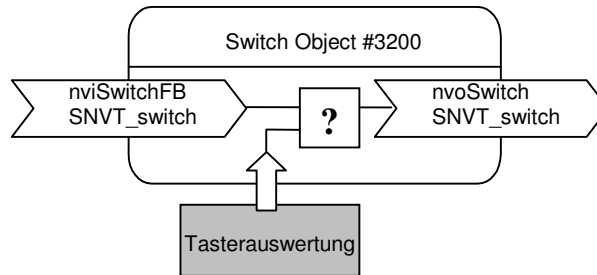 Switch Object #3200
nviSwitchFB
SNVT_switch
?
nvoSwitch
SNVT_switch
Tasterauswertung